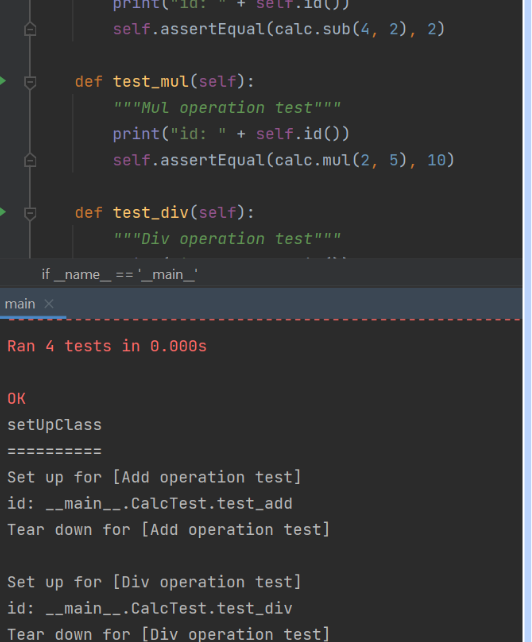 print("id: " + self.id())
self.assertEqual(calc.sub(4, 2), 2)
def test_mul(self):
"""Mul operation test"""
print("id: " + self.id())
self.assertEqual(calc.mul(2, 5), 10)
def test_div(self):
"""Div operation test"""
if __name__ == '__main__'
main
Ran 4 tests in 0.000s
OK
setUpClass
==========
Set up for [Add operation test]
id: __main__.CalcTest.test_add
Tear down for [Add operation test]
Set up for [Div operation test]
id: __main__.CalcTest.test_div
Tear down for [Div operation test]